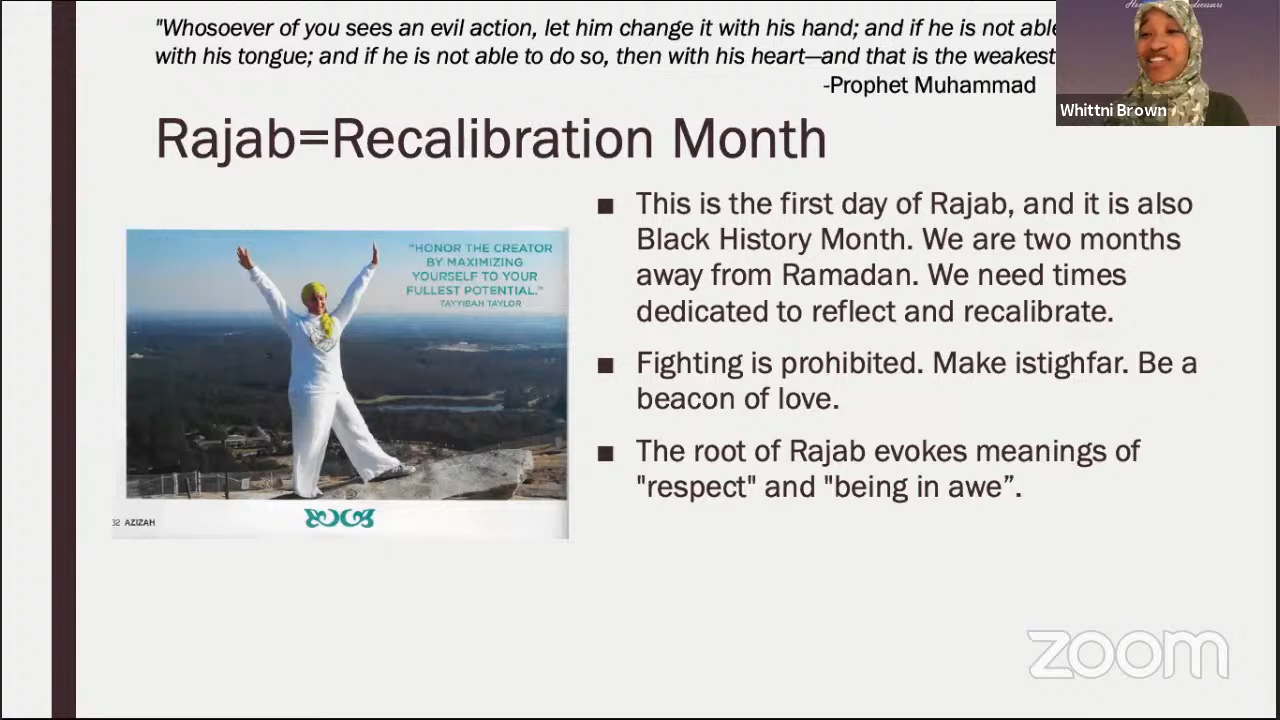 "Whosoever of you sees an evil action, let him change it with his hand; and if he is not able
with his tongue; and if he is not able to do so, then with his heart—and that is the weakest
-Prophet Muhammad
Whittni Brown
Rajab=Recalibration Month
"HONOR THE CREATOR
BY MAXIMIZING
YOURSELF TO YOUR
FULLEST POTENTIAL."
TAYYIBAH TAYLOR
32 AZIZAH
■ This is the first day of Rajab, and it is also
Black History Month. We are two months
away from Ramadan. We need times
dedicated to reflect and recalibrate.
■ Fighting is prohibited. Make istighfar. Be a
beacon of love.
■ The root of Rajab evokes meanings of
"respect" and "being in awe”.
zoom